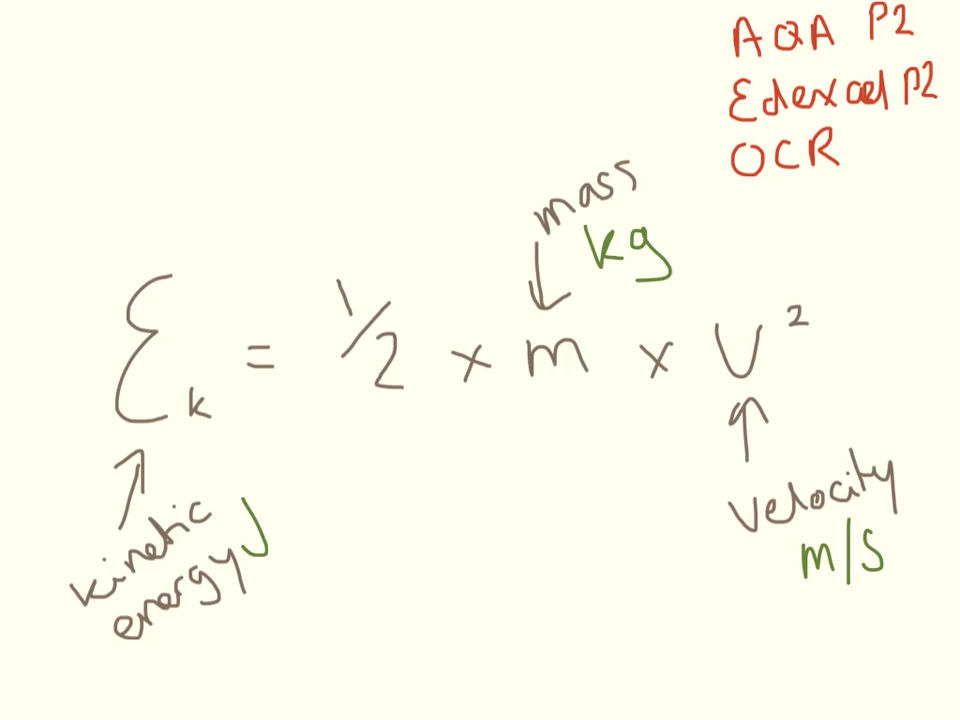 AQA P2
Edexcel P2
OCR
mass
kg
Ek = 1/2 × m × v²
kinetic
energy J
velocity
m/s